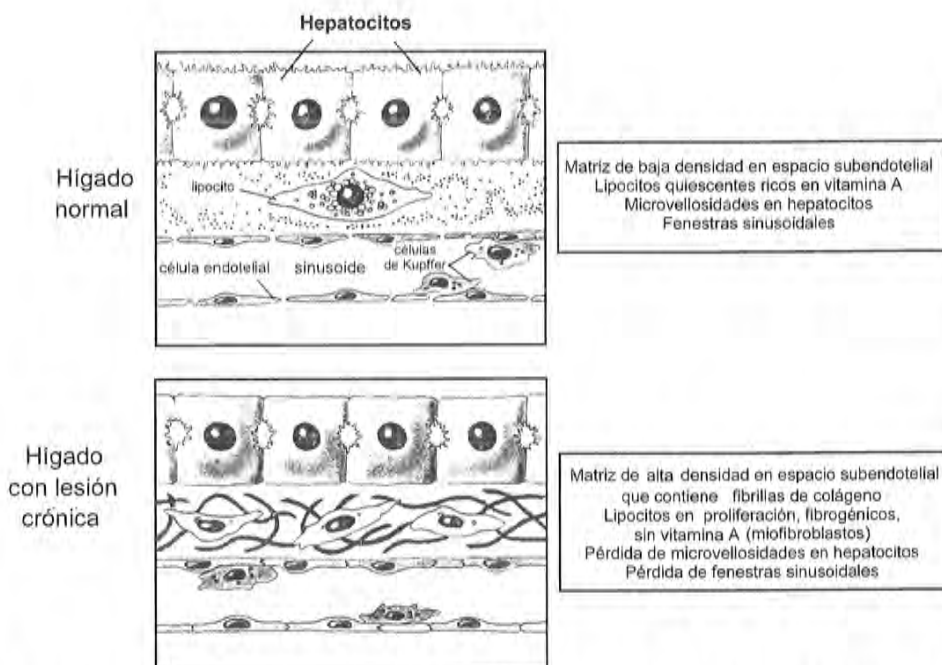 Hepatocitos
Hígado
normal
lipocito
célula endotelial
sinusoide
células
de Kupffer
Matriz de baja densidad en espacio subendotelial
Lipocitos quiescentes ricos en vitamina A
Microvellosidades en hepatocitos
Fenestras sinusoidales
Hígado
con lesión
crónica
Matriz de alta densidad en espacio subendotelial
que contiene fibrillas de colágeno
Lipocitos en proliferación, fibrogénicos,
sin vitamina A (miofibroblastos)
Pérdida de microvellosidades en hepatocitos
Pérdida de fenestras sinusoidales